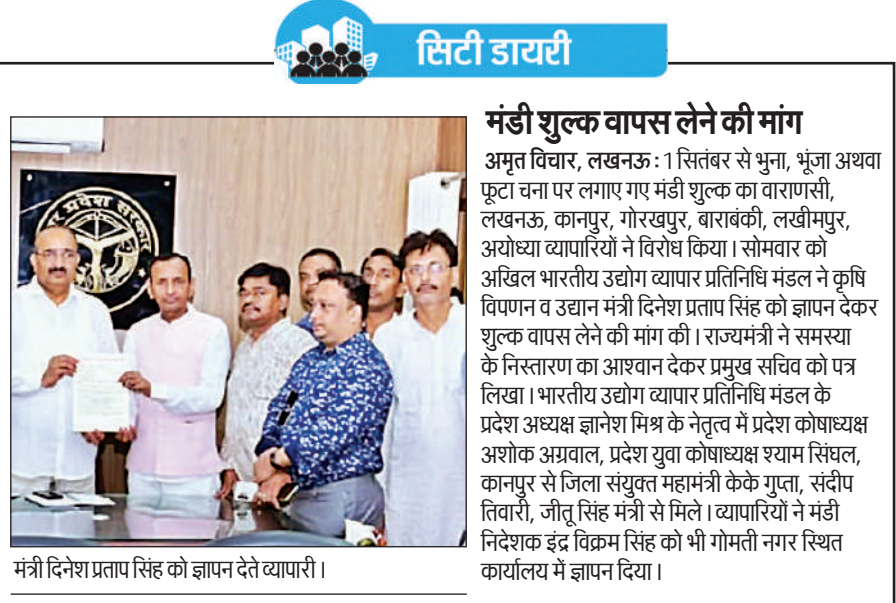 सिटी डायरी
मंडी शुल्क वापस लेने की मांग
अमृत विचार, लखनऊ : 1 सितंबर से भुना, भूंजा अथवा
फूटा चना पर लगाए गए मंडी शुल्क का वाराणसी,
लखनऊ, कानपुर, गोरखपुर, बाराबंकी, लखीमपुर,
अयोध्या व्यापारियों ने विरोध किया। सोमवार को
अखिल भारतीय उद्योग व्यापार प्रतिनिधि मंडल ने कृषि
विपणन व उद्यान मंत्री दिनेश प्रताप सिंह को ज्ञापन देकर
शुल्क वापस लेने की मांग की। राज्यमंत्री ने समस्या
के निस्तारण का आश्वान देकर प्रमुख सचिव को पत्र
लिखा। भारतीय उद्योग व्यापार प्रतिनिधि मंडल के
प्रदेश अध्यक्ष ज्ञानेश मिश्र के नेतृत्व में प्रदेश कोषाध्यक्ष
अशोक अग्रवाल, प्रदेश युवा कोषाध्यक्ष श्याम सिंघल,
कानपुर से जिला संयुक्त महामंत्री केके गुप्ता, संदीप
तिवारी, जीतू सिंह मंत्री से मिले। व्यापारियों ने मंडी
निदेशक इंद्र विक्रम सिंह को भी गोमती नगर स्थित
कार्यालय में ज्ञापन दिया।
मंत्री दिनेश प्रताप सिंह को ज्ञापन देते व्यापारी।